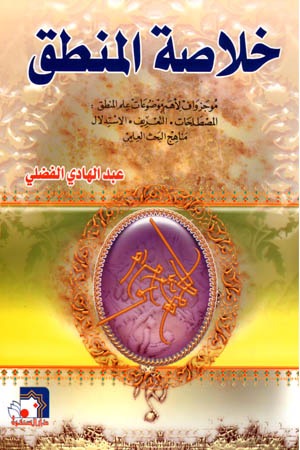 خلاصة المنطق
موجز واف لأهم موضوعات علم المنطق :
المصطلحات • التعريف • الاستدلال
مناهج البحث العلمي
عبد الهادي الفضلي